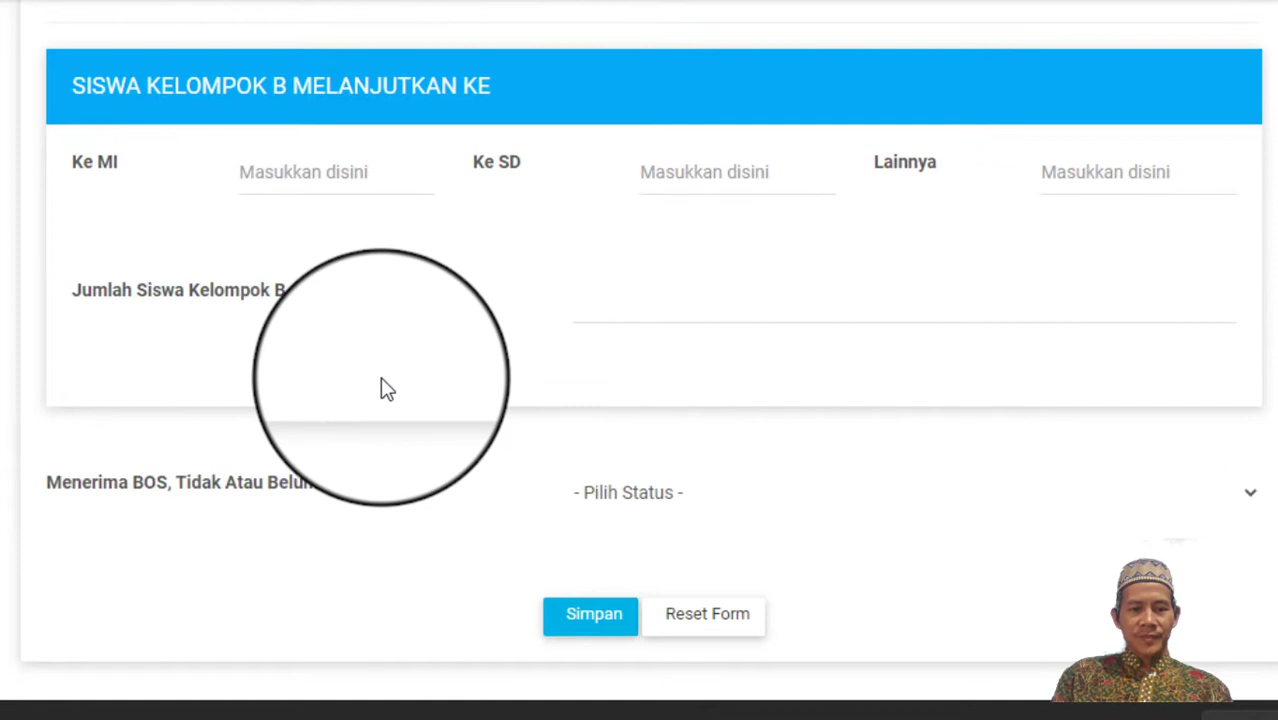 SISWA KELOMPOK B MELANJUTKAN KE
Ke MI Masukkan disini Ke SD Masukkan disini Lainnya Masukkan disini
Jumlah Siswa Kelompok B
Menerima BOS, Tidak Atau
- Pilih Status -
Simpan Reset Form